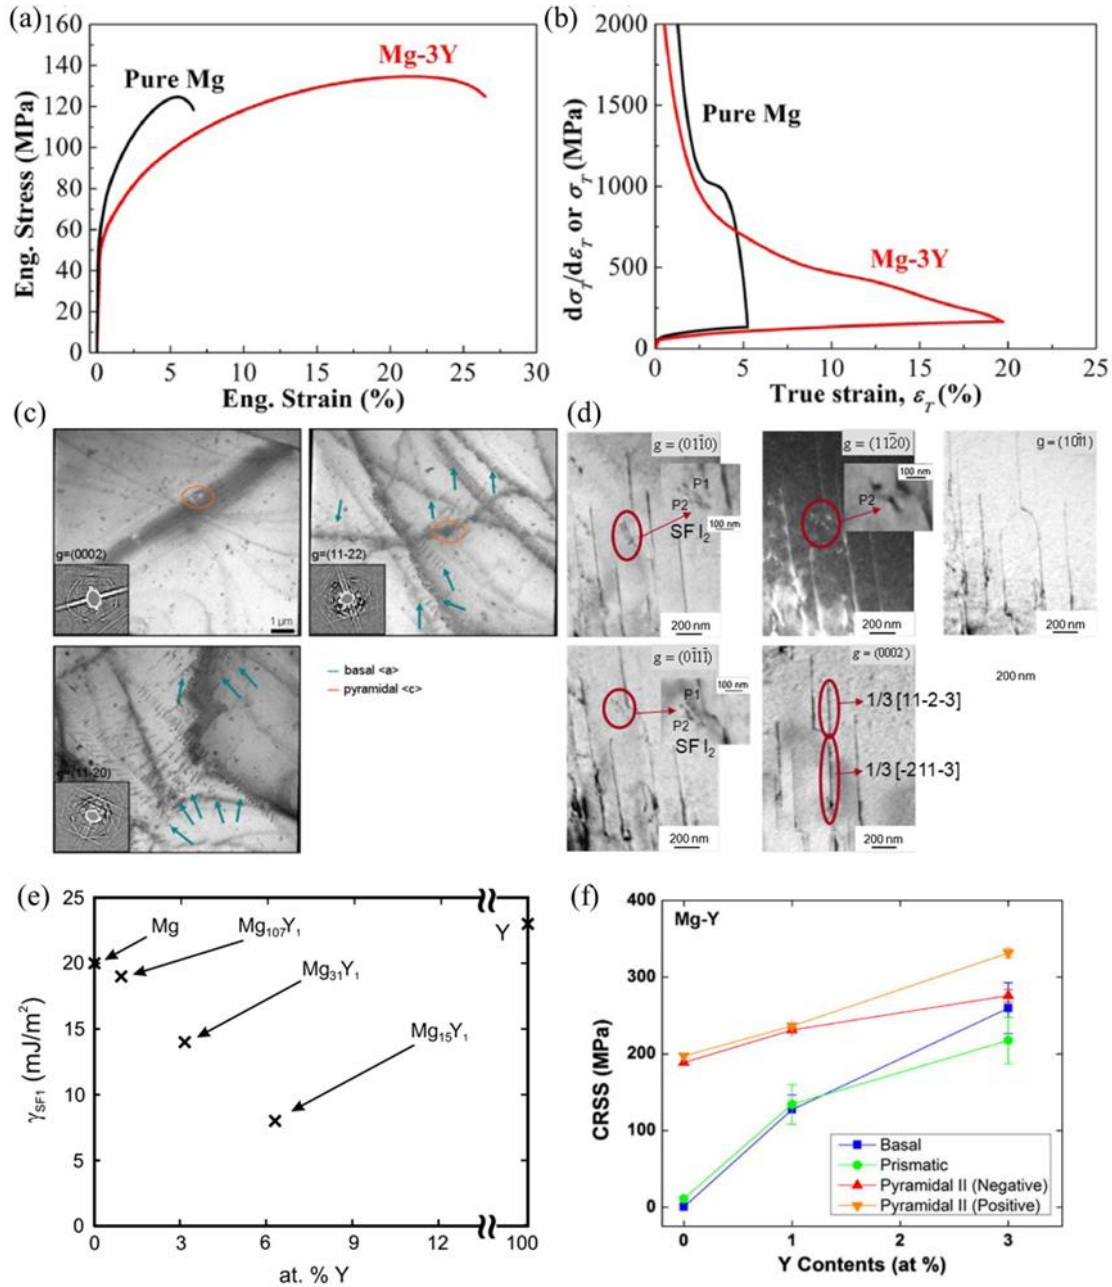 (a)
160
140
120
100
80
60
40
20
0
Eng. Stress (MPa)
Pure Mg
Mg-3Y
0 5 10 15 20 25 30
Eng. Strain (%)
(b)
2000
1500
1000
500
0
dσ_T/dε_T or σ_T (MPa)
Pure Mg
Mg-3Y
0 5 10 15 20
True strain, ε_T (%)
(c)
g=(0002)
1 μm
g=(11-22)
g=(11-20)
basal <a>
pyramidal <c>
(d)
g = (011̄0)
P1
P2
SF I₂
100 nm
200 nm
g = (112̄0)
100 nm
P2
200 nm
g = (101̄1)
200 nm
g = (01̄11̄)
100 nm
P1
P2
SF I₂
200 nm
g = (0002)
1/3 [11-2-3]
1/3 [-211-3]
200 nm
200 nm
(e)
25
20
15
10
5
0
γSF1 (mJ/m²)
Mg
Mg₁₀₇Y₁
Mg₃₁Y₁
Mg₁₅Y₁
Y
0 3 6 9 12 100
at. % Y
(f)
400
300
200
100
0
CRSS (MPa)
Mg-Y
Basal
Prismatic
Pyramidal II (Negative)
Pyramidal II (Positive)
0 1 2 3
Y Contents (at %)